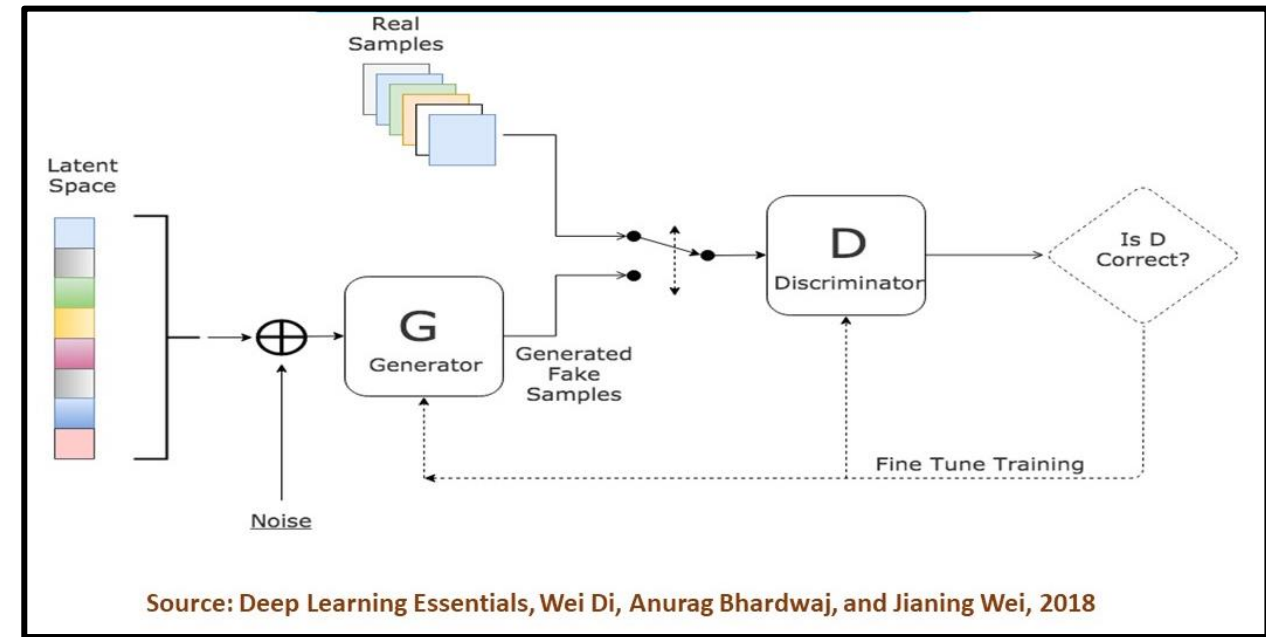 Real
Samples
Latent
Space
G
Generator
Generated
Fake
Samples
D
Discriminator
Is D
Correct?
Fine Tune Training
Noise
Source: Deep Learning Essentials, Wei Di, Anurag Bhardwaj, and Jianing Wei, 2018